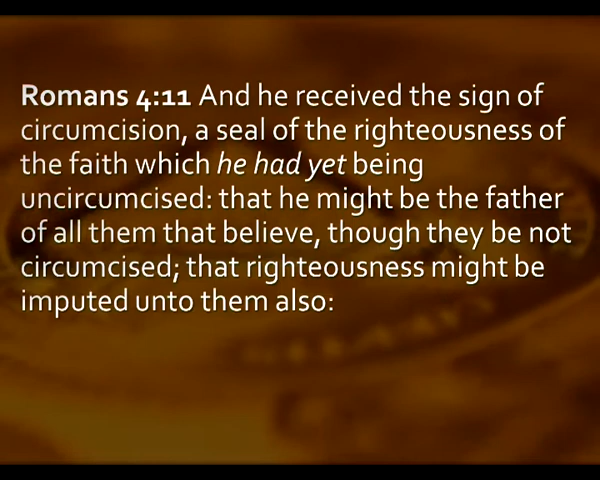 Romans 4:11 And he received the sign of
circumcision, a seal of the righteousness of
the faith which he had yet being
uncircumcised: that he might be the father
of all them that believe, though they be not
circumcised; that righteousness might be
imputed unto them also: